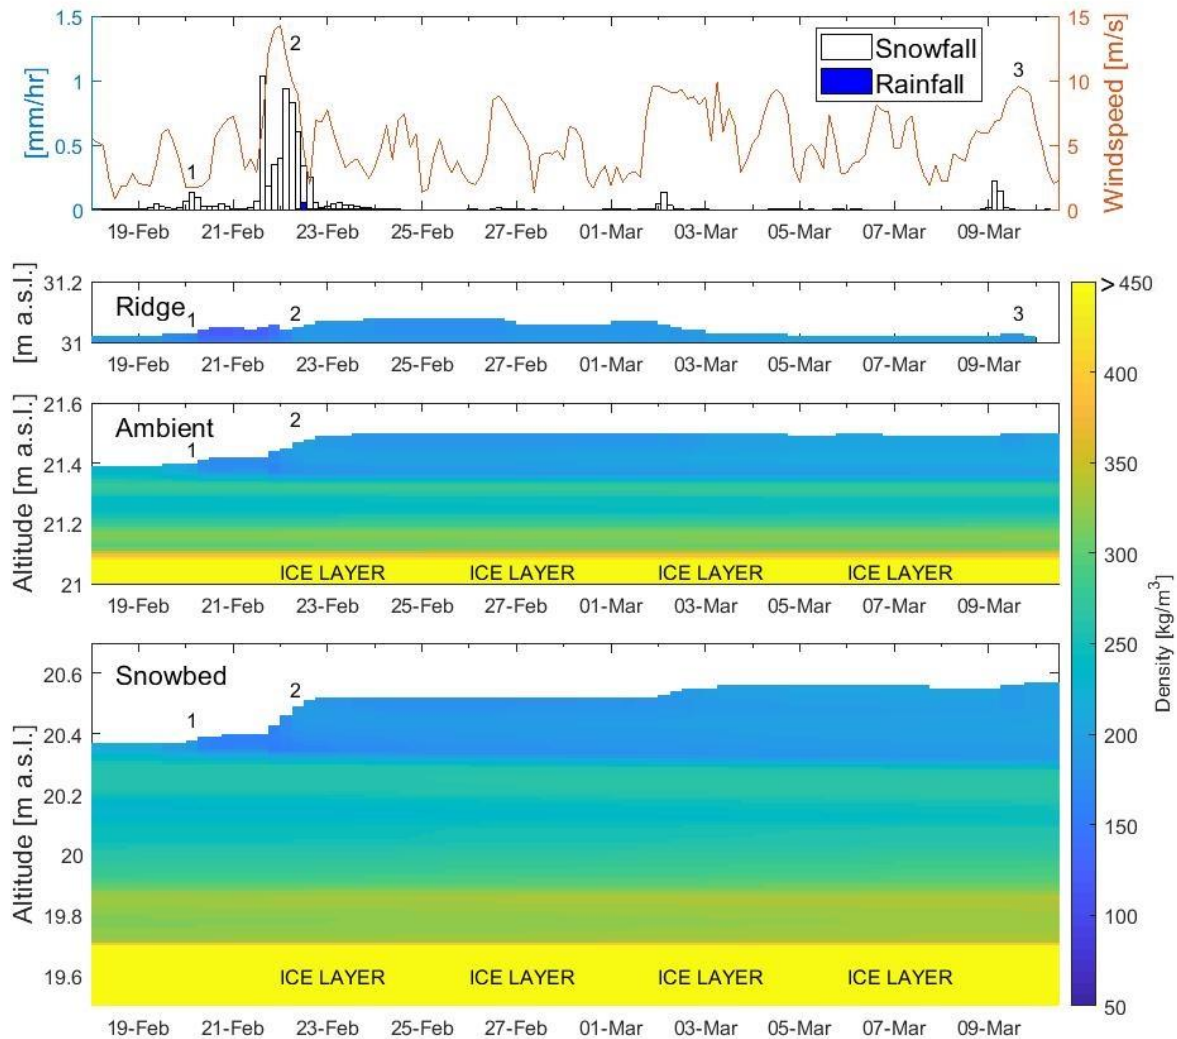 1.5
1
0.5
0
[mm/hr]
1
2
3
Snowfall
Rainfall
15
10
5
0
Windspeed [m/s]
19-Feb 21-Feb 23-Feb 25-Feb 27-Feb 01-Mar 03-Mar 05-Mar 07-Mar 09-Mar
31.2
31
[m a.s.l.]
Ridge
1
2
3
19-Feb 21-Feb 23-Feb 25-Feb 27-Feb 01-Mar 03-Mar 05-Mar 07-Mar 09-Mar
21.6
21.4
21.2
21
Altitude [m a.s.l.]
Ambient
1
2
ICE LAYER ICE LAYER ICE LAYER ICE LAYER
19-Feb 21-Feb 23-Feb 25-Feb 27-Feb 01-Mar 03-Mar 05-Mar 07-Mar 09-Mar
20.6
20.4
20.2
20
19.8
19.6
Altitude [m a.s.l.]
Snowbed
1
2
ICE LAYER ICE LAYER ICE LAYER ICE LAYER
19-Feb 21-Feb 23-Feb 25-Feb 27-Feb 01-Mar 03-Mar 05-Mar 07-Mar 09-Mar
> 450
400
350
300
250
200
150
100
50
Density [kg/m³]